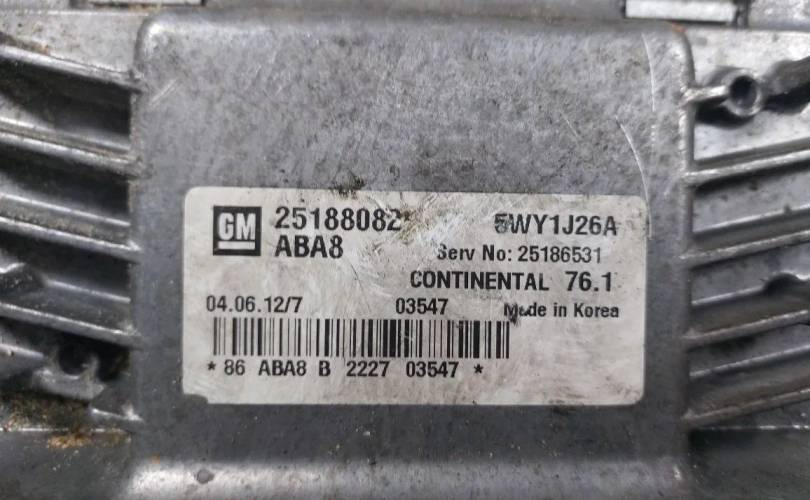 GM 25188082 5WY1J26A
ABA8 Serv No: 25186531
CONTINENTAL 76.1
04.06.12/7 03547 Made in Korea
* 86 ABA8 B 2227 03547 *